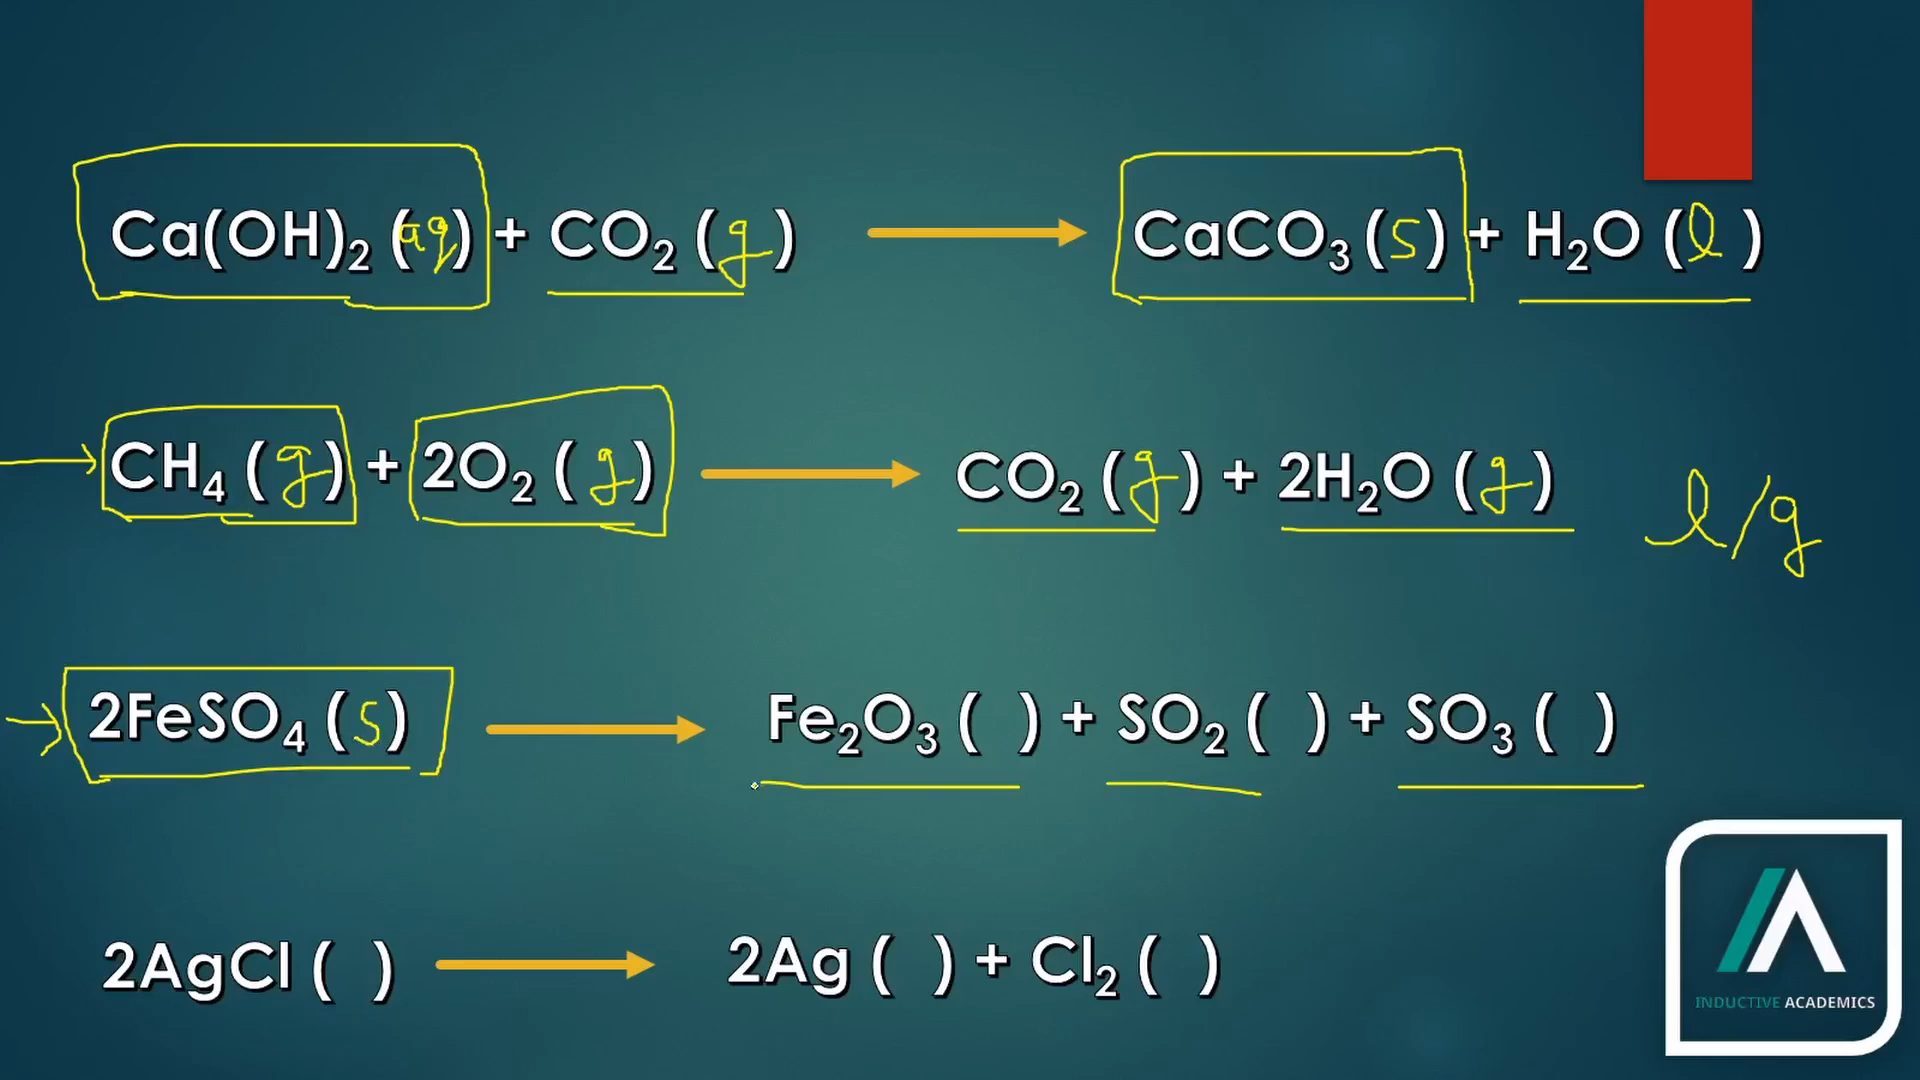 Ca(OH)₂ (aq) + CO₂ (g) → CaCO₃ (s) + H₂O (l)
CH₄ (g) + 2O₂ (g) → CO₂ (g) + 2H₂O (g) l/g
2FeSO₄ (s) → Fe₂O₃ ( ) + SO₂ ( ) + SO₃ ( )
2AgCl ( ) → 2Ag ( ) + Cl₂ ( )
INDUCTIVE ACADEMICS